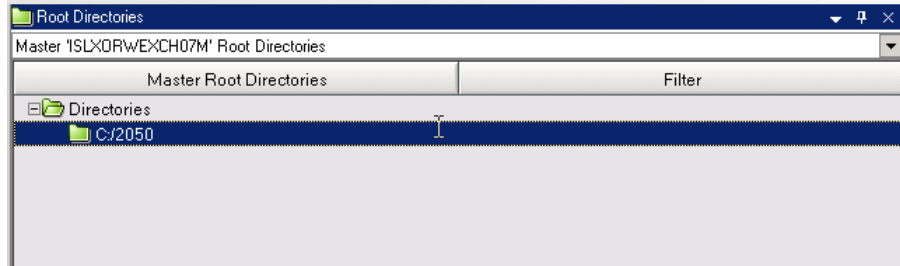 Root Directories
Master 'ISLXORWEXCH07M' Root Directories
Master Root Directories Filter
Directories
C:/2050